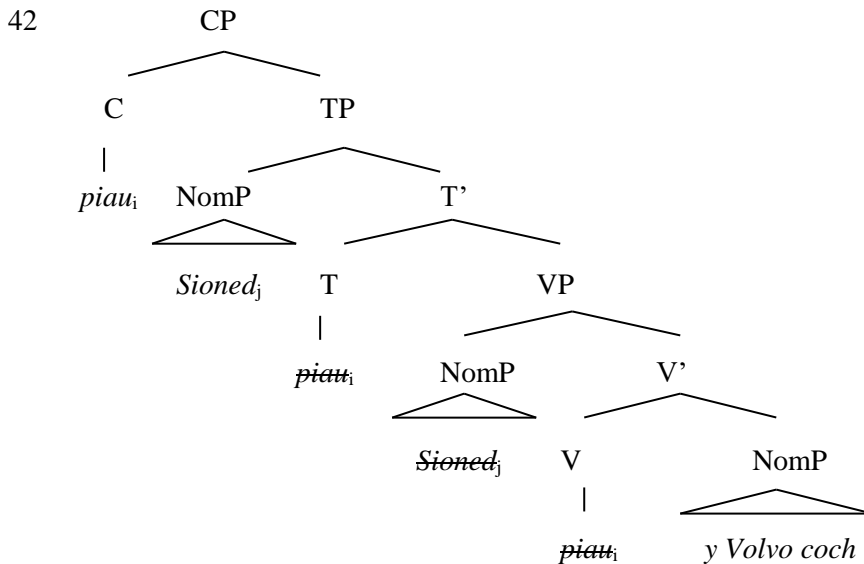 42 CP
C TP
piauᵢ NomP T’
Sionedⱼ T VP
piauᵢ NomP V’
Sionedⱼ V NomP
piauᵢ y Volvo coch